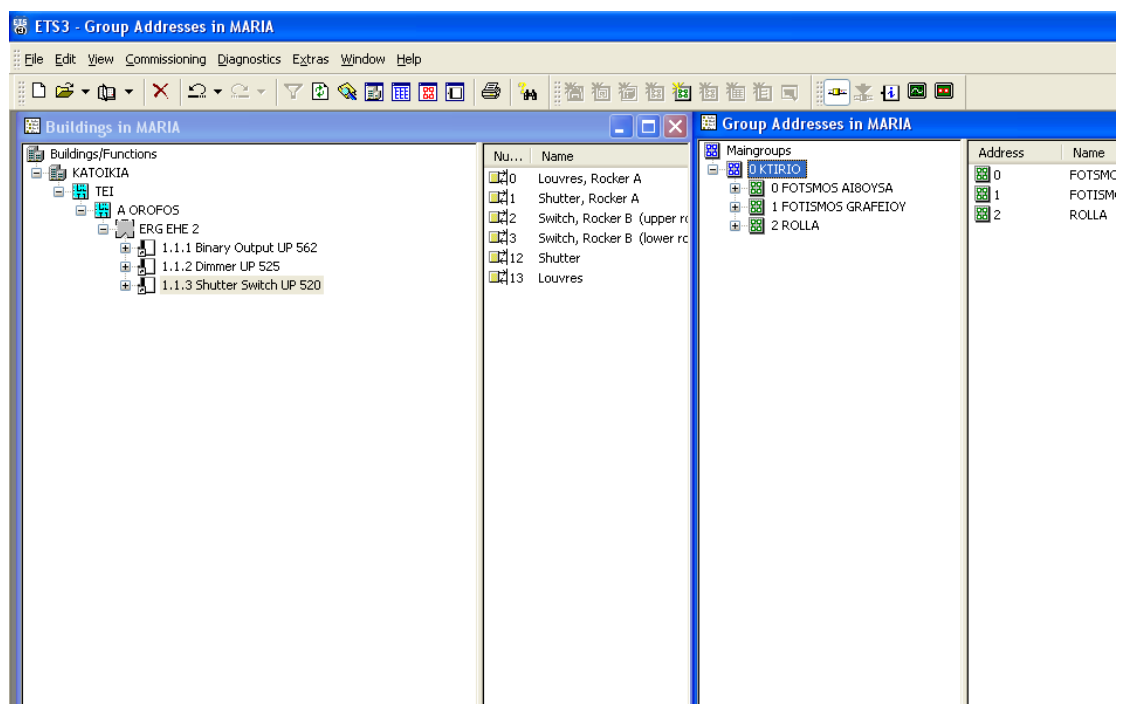 ETS3 - Group Addresses in MARIA
File Edit View Commissioning Diagnostics Extras Window Help
Buildings in MARIA
Buildings/Functions
KATOIKIA
TEI
A OROFOS
ERG EHE 2
1.1.1 Binary Output UP 562
1.1.2 Dimmer UP 525
1.1.3 Shutter Switch UP 520
Nu... Name
0 Louvres, Rocker A
1 Shutter, Rocker A
2 Switch, Rocker B (upper ro
3 Switch, Rocker B (lower ro
12 Shutter
13 Louvres
Group Addresses in MARIA
Maingroups
0 KTIRIO
0 FOTSMOS AI8OYSA
1 FOTISMOS GRAFEIOY
2 ROLLA
Address Name
0 FOTSMO
1 FOTISM
2 ROLLA